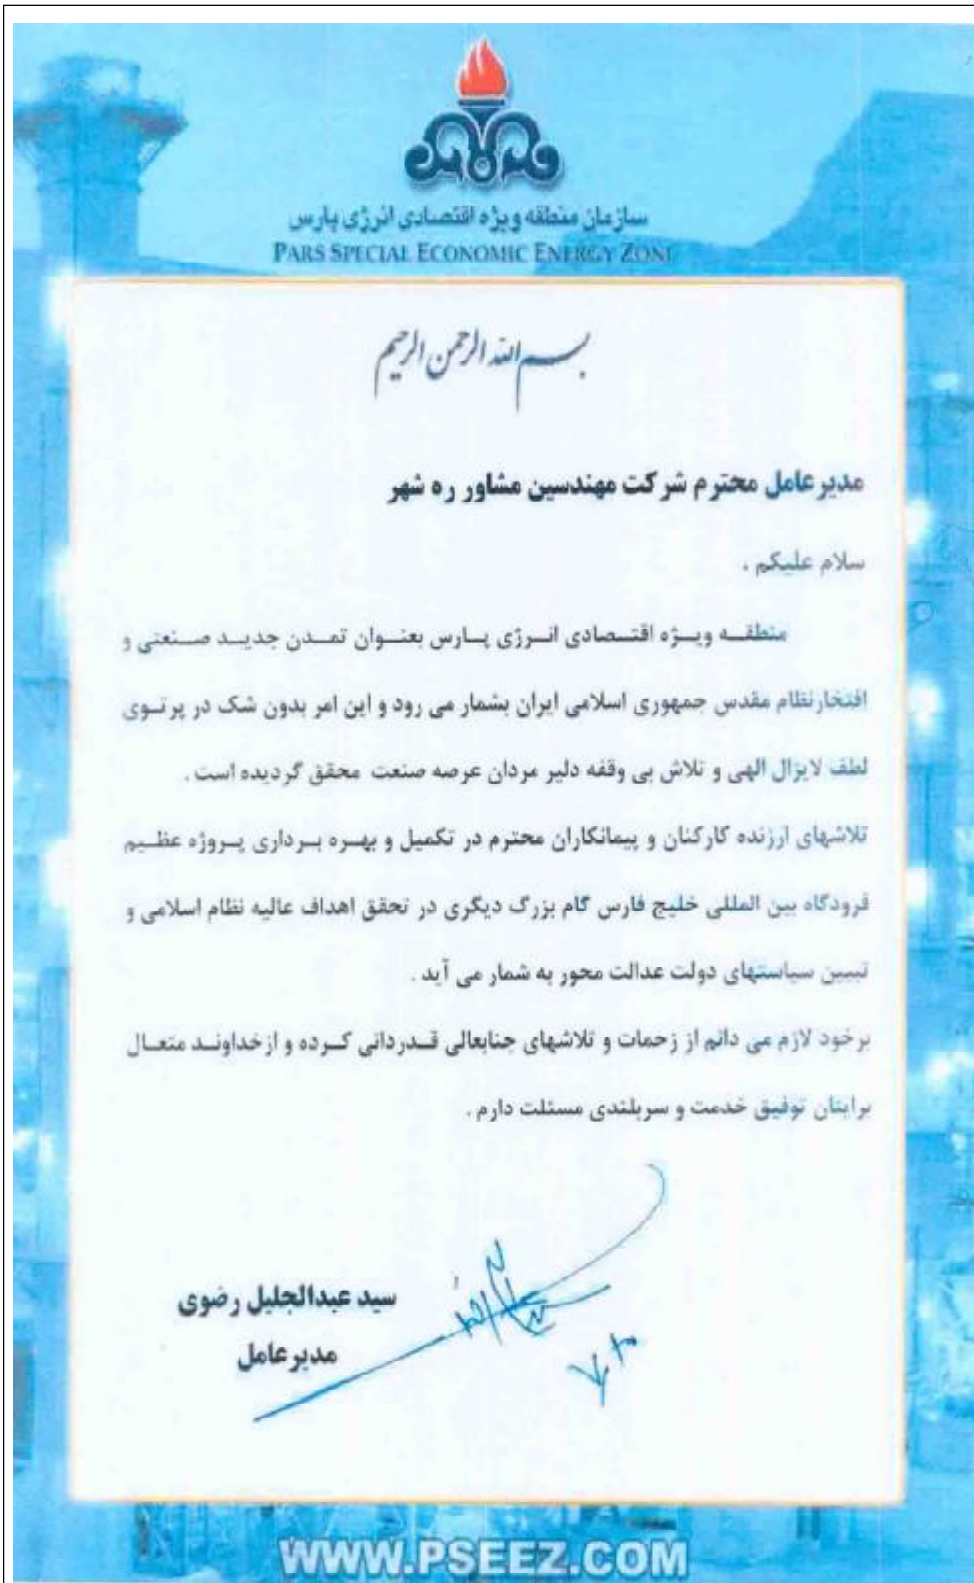 سازمان منطقه ویژه اقتصادی انرژی پارس
PARS SPECIAL ECONOMIC ENERGY ZONE
بسم الله الرحمن الرحیم
مدیرعامل محترم شرکت مهندسین مشاور ره شهر
سلام علیکم ،
منطقه ویژه اقتصادی انرژی پارس بعنوان تمدن جدید صنعتی و
افتخارنظام مقدس جمهوری اسلامی ایران بشمار می رود و این امر بدون شک در پرتوی
لطف لایزال الهی و تلاش بی وقفه دلیر مردان عرصه صنعت محقق گردیده است .
تلاشهای ارزنده کارکنان و پیمانکاران محترم در تکمیل و بهره برداری پروژه عظیم
فرودگاه بین المللی خلیج فارس گام بزرگ دیگری در تحقق اهداف عالیه نظام اسلامی و
تبیین سیاستهای دولت عدالت محور به شمار می آید .
برخود لازم می دانم از زحمات و تلاشهای جنابعالی قدردانی کرده و ازخداوند متعال
برایتان توفیق خدمت و سربلندی مسئلت دارم .
سید عبدالجلیل رضوی
مدیرعامل
WWW.PSEEZ.COM